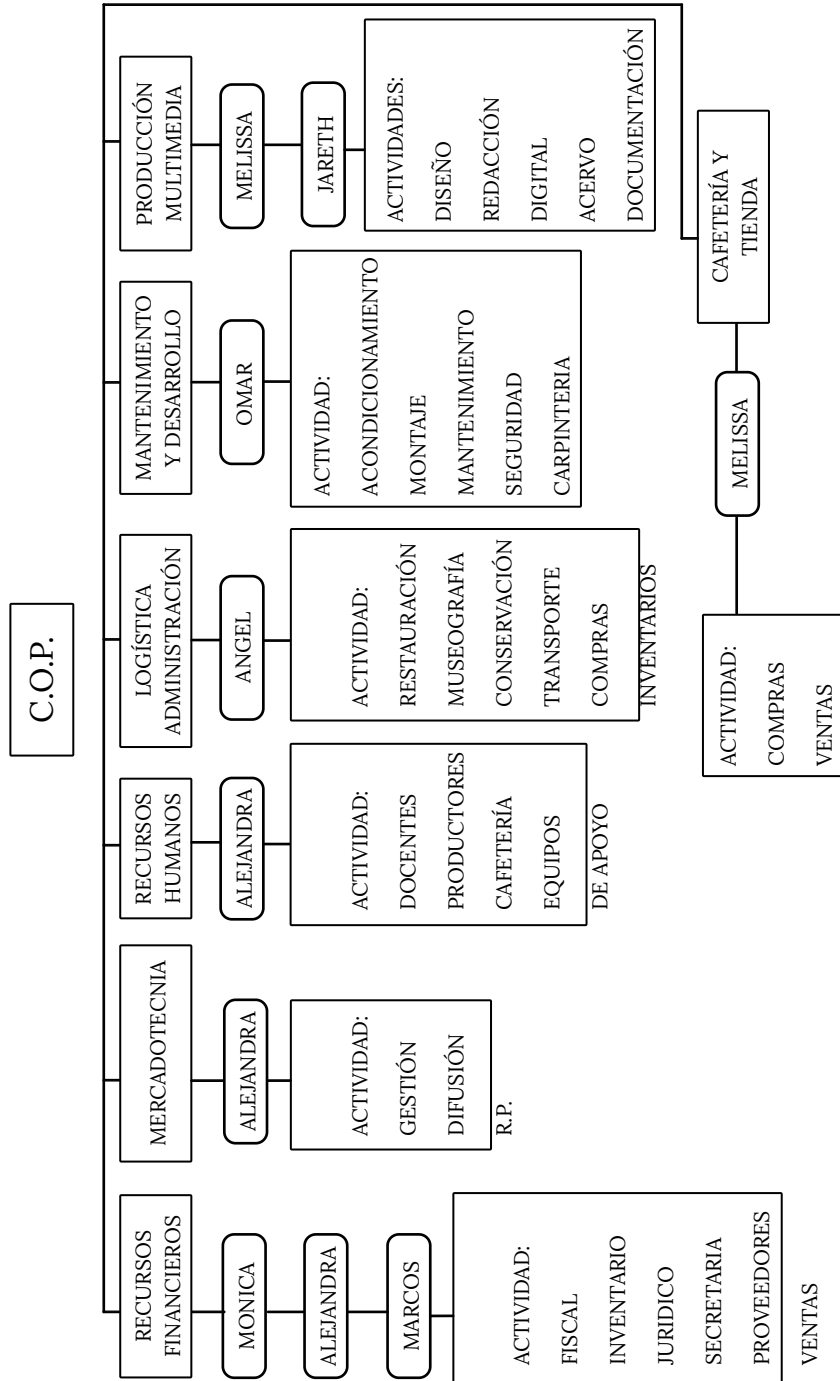 C.O.P.
RECURSOS
FINANCIEROS
MONICA
ALEJANDRA
MARCOS
ACTIVIDAD:
FISCAL
INVENTARIO
JURIDICO
SECRETARIA
PROVEEDORES
VENTAS
MERCADOTECNIA
ALEJANDRA
ACTIVIDAD:
GESTIÓN
DIFUSIÓN
R.P.
RECURSOS
HUMANOS
ALEJANDRA
ACTIVIDAD:
DOCENTES
PRODUCTORES
CAFETERÍA
EQUIPOS
DE APOYO
LOGÍSTICA
ADMINISTRACIÓN
ANGEL
ACTIVIDAD:
RESTAURACIÓN
MUSEOGRAFÍA
CONSERVACIÓN
TRANSPORTE
COMPRAS
INVENTARIOS
MANTENIMIENTO
Y DESARROLLO
OMAR
ACTIVIDAD:
ACONDICIONAMIENTO
MONTAJE
MANTENIMIENTO
SEGURIDAD
CARPINTERIA
PRODUCCIÓN
MULTIMEDIA
MELISSA
JARETH
ACTIVIDADES:
DISEÑO
REDACCIÓN
DIGITAL
ACERVO
DOCUMENTACIÓN
CAFETERÍA Y
TIENDA
MELISSA
ACTIVIDAD:
COMPRAS
VENTAS